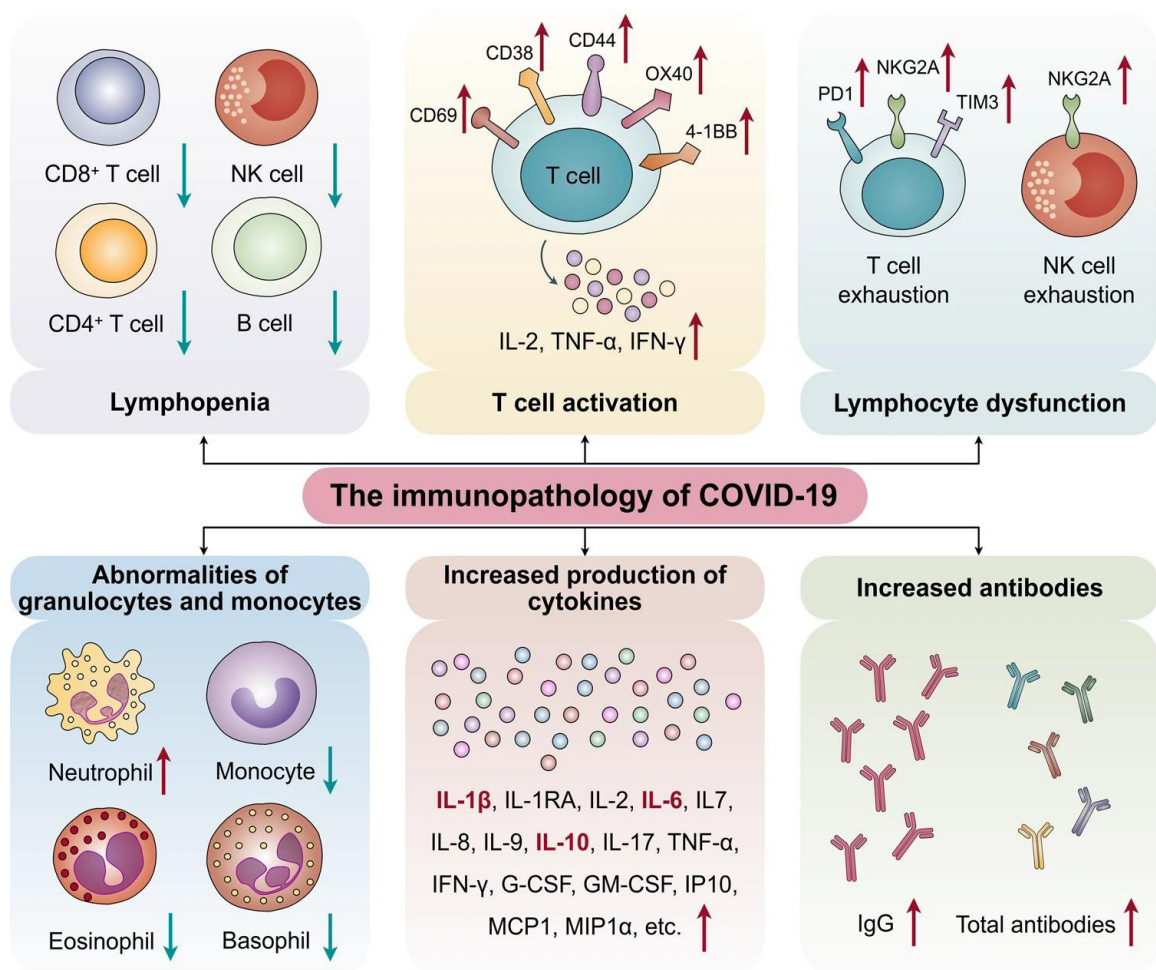 CD8⁺ T cell
NK cell
CD4⁺ T cell
B cell
Lymphopenia
CD69
CD38
CD44
OX40
4-1BB
T cell
IL-2, TNF-α, IFN-γ
T cell activation
PD1
NKG2A
TIM3
NKG2A
T cell
exhaustion
NK cell
exhaustion
Lymphocyte dysfunction
The immunopathology of COVID-19
Abnormalities of
granulocytes and monocytes
Neutrophil
Monocyte
Eosinophil
Basophil
Increased production of
cytokines
IL-1β, IL-1RA, IL-2, IL-6, IL7,
IL-8, IL-9, IL-10, IL-17, TNF-α,
IFN-γ, G-CSF, GM-CSF, IP10,
MCP1, MIP1α, etc.
Increased antibodies
IgG
Total antibodies